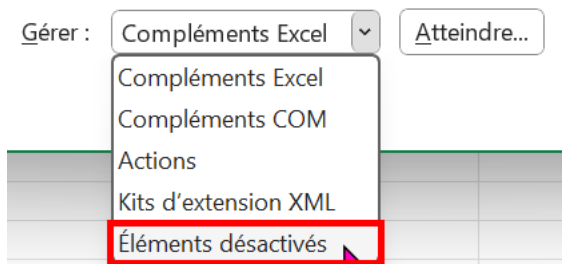 Gérer : Compléments Excel Atteindre...
Compléments Excel
Compléments COM
Actions
Kits d'extension XML
Éléments désactivés